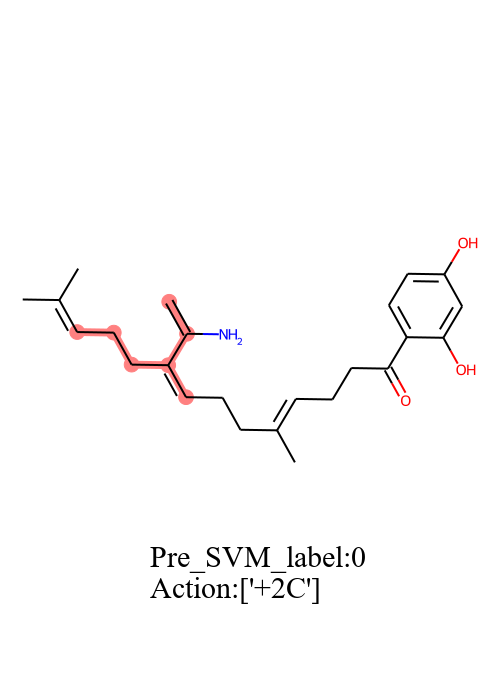 OH
NH2
OH
O
Pre_SVM_label:0
Action:['+2C']